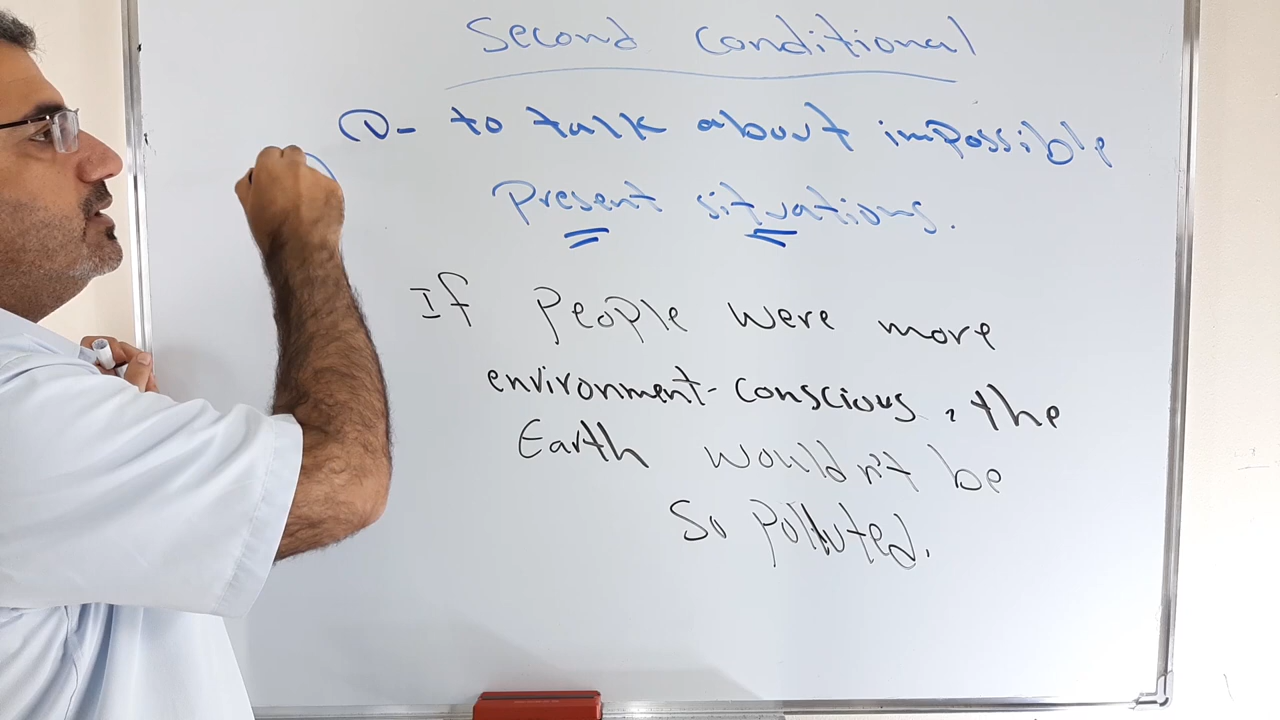 Second conditional
①- to talk about impossible
Present situations.
If People were more
environment-conscious, the
Earth wouldn't be
So Polluted.